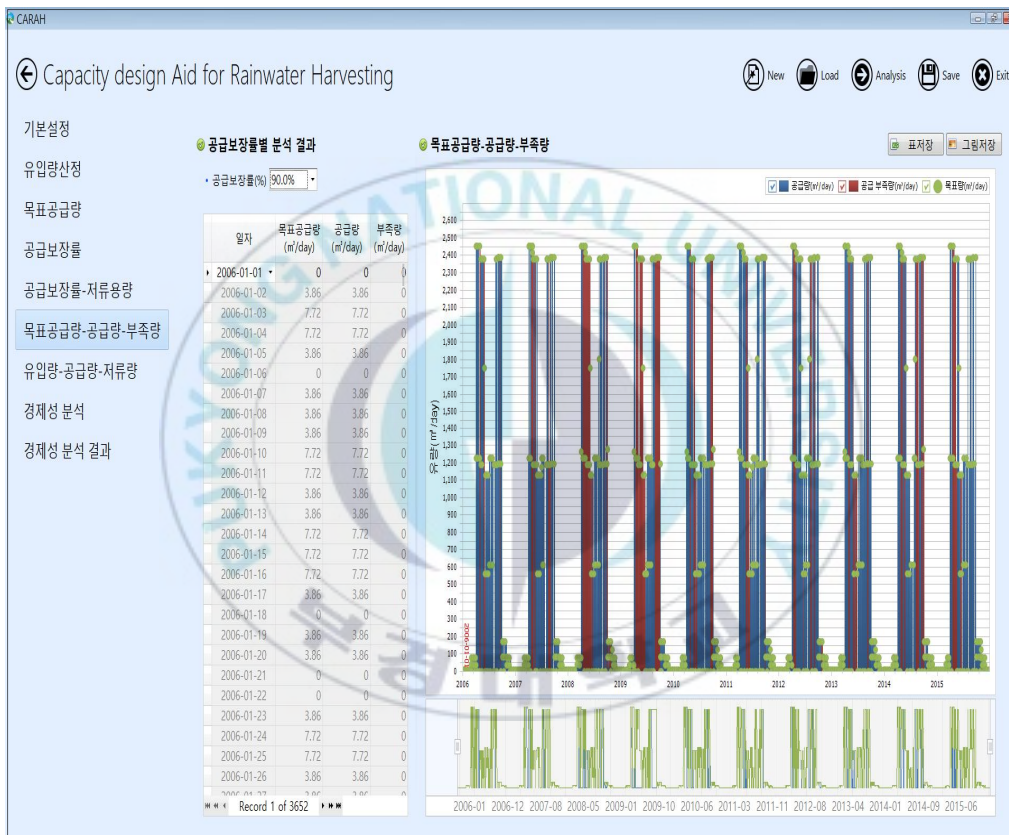 CARAH
Capacity design Aid for Rainwater Harvesting
New Load Analysis Save Exit
기본설정
유입량산정
목표공급량
공급보장률
공급보장률-저류용량
목표공급량-공급량-부족량
유입량-공급량-저류량
경제성 분석
경제성 분석 결과
공급보장률별 분석 결과
공급보장률(%) 90.0%
일자 목표공급량(㎥/day) 공급량(㎥/day) 부족량(㎥/day)
2006-01-01 0 0 0
2006-01-02 3.86 3.86 0
2006-01-03 7.72 7.72 0
2006-01-04 7.72 7.72 0
2006-01-05 3.86 3.86 0
2006-01-06 0 0 0
2006-01-07 3.86 3.86 0
2006-01-08 3.86 3.86 0
2006-01-09 3.86 3.86 0
2006-01-10 7.72 7.72 0
2006-01-11 7.72 7.72 0
2006-01-12 3.86 3.86 0
2006-01-13 3.86 3.86 0
2006-01-14 7.72 7.72 0
2006-01-15 7.72 7.72 0
2006-01-16 7.72 7.72 0
2006-01-17 3.86 3.86 0
2006-01-18 0 0 0
2006-01-19 3.86 3.86 0
2006-01-20 3.86 3.86 0
2006-01-21 0 0 0
2006-01-22 0 0 0
2006-01-23 3.86 3.86 0
2006-01-24 7.72 7.72 0
2006-01-25 7.72 7.72 0
2006-01-26 3.86 3.86 0
2006-01-27 3.86 3.86 0
Record 1 of 3652
목표공급량-공급량-부족량
표저장 그림저장
공급량(㎥/day) 공급 부족량(㎥/day) 목표량(㎥/day)
유량(㎥/day)
2,600
2,500
2,400
2,300
2,200
2,100
2,000
1,900
1,800
1,700
1,600
1,500
1,400
1,300
1,200
1,100
1,000
900
800
700
600
500
400
300
200
100
0
2006-01-01
2006 2007 2008 2009 2010 2011 2012 2013 2014 2015
2006-01 2006-12 2007-08 2008-05 2009-01 2009-10 2010-06 2011-03 2011-11 2012-08 2013-04 2014-01 2014-09 2015-06
PUKYONG NATIONAL UNIVERSITY
부경대학교